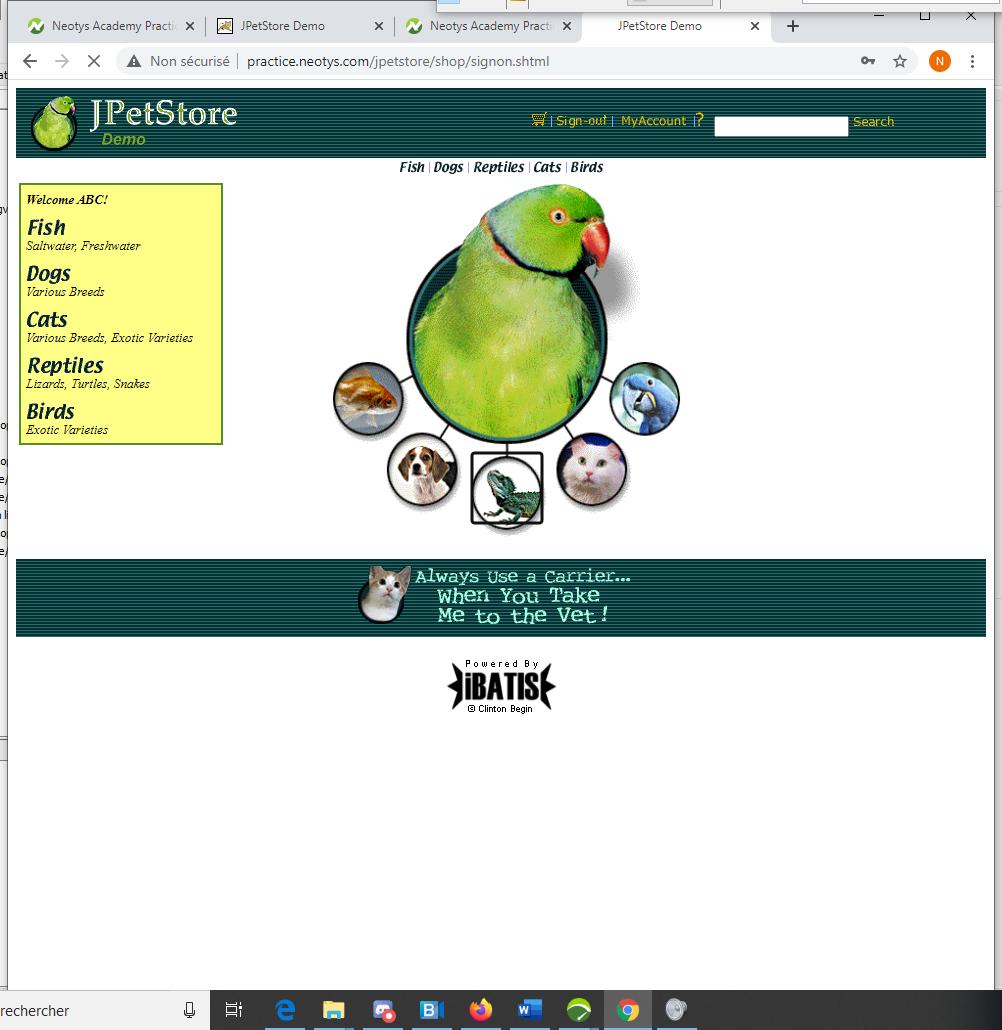 Neotys Academy Practi
JPetStore Demo
Neotys Academy Practi
JPetStore Demo
Non sécurisé
practice.neotys.com/jpetstore/shop/signon.shtml
N
JPetStore
Demo
| Sign-out | MyAccount | ?
Search
Fish | Dogs | Reptiles | Cats | Birds
Welcome ABC!
Fish
Saltwater, Freshwater
Dogs
Various Breeds
Cats
Various Breeds, Exotic Varieties
Reptiles
Lizards, Turtles, Snakes
Birds
Exotic Varieties
Always Use a Carrier...
When You Take
Me to the Vet!
Powered By
iBATIS
© Clinton Begin
rechercher